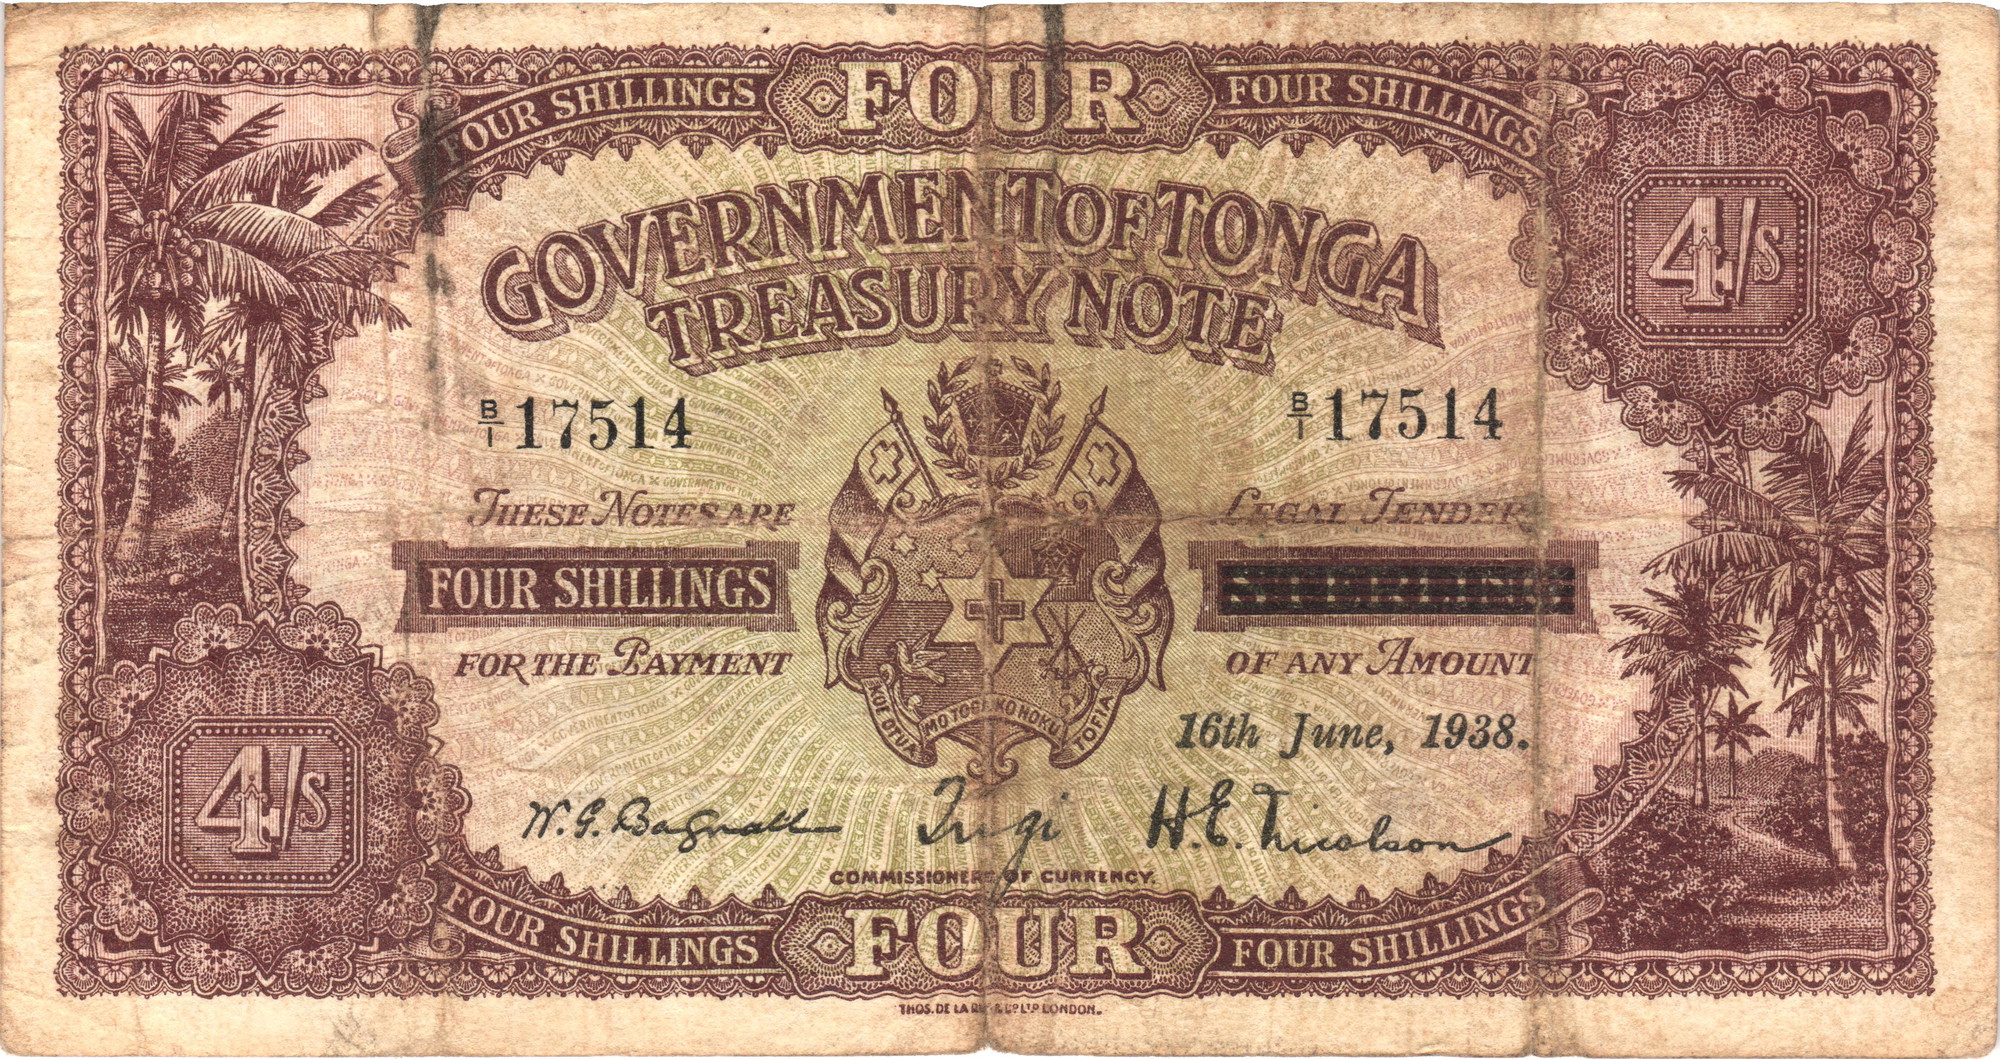 FOUR SHILLINGS FOUR FOUR SHILLINGS
4/s
GOVERNMENT OF TONGA
TREASURY NOTE
B/1 17514 B/1 17514
THESE NOTES ARE LEGAL TENDER
FOUR SHILLINGS STERLING
FOR THE PAYMENT OF ANY AMOUNT
KOE OTUA MO TOGA KO HOKU TOFIA
16th June, 1938.
4/s
W. G. Bagnall Tugi H. E. Nicolson
COMMISSIONERS OF CURRENCY.
FOUR SHILLINGS FOUR FOUR SHILLINGS
THOS. DE LA RUE & Co LTD LONDON.